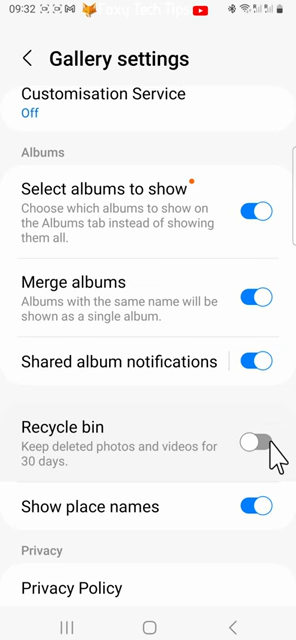 09:32
Foxu Tech Tips
Gallery settings
Customisation Service
Off
Albums
Select albums to show
Choose which albums to show on
the Albums tab instead of showing
them all.
Merge albums
Albums with the same name will be
shown as a single album.
Shared album notifications
Recycle bin
Keep deleted photos and videos for
30 days.
Show place names
Privacy
Privacy Policy